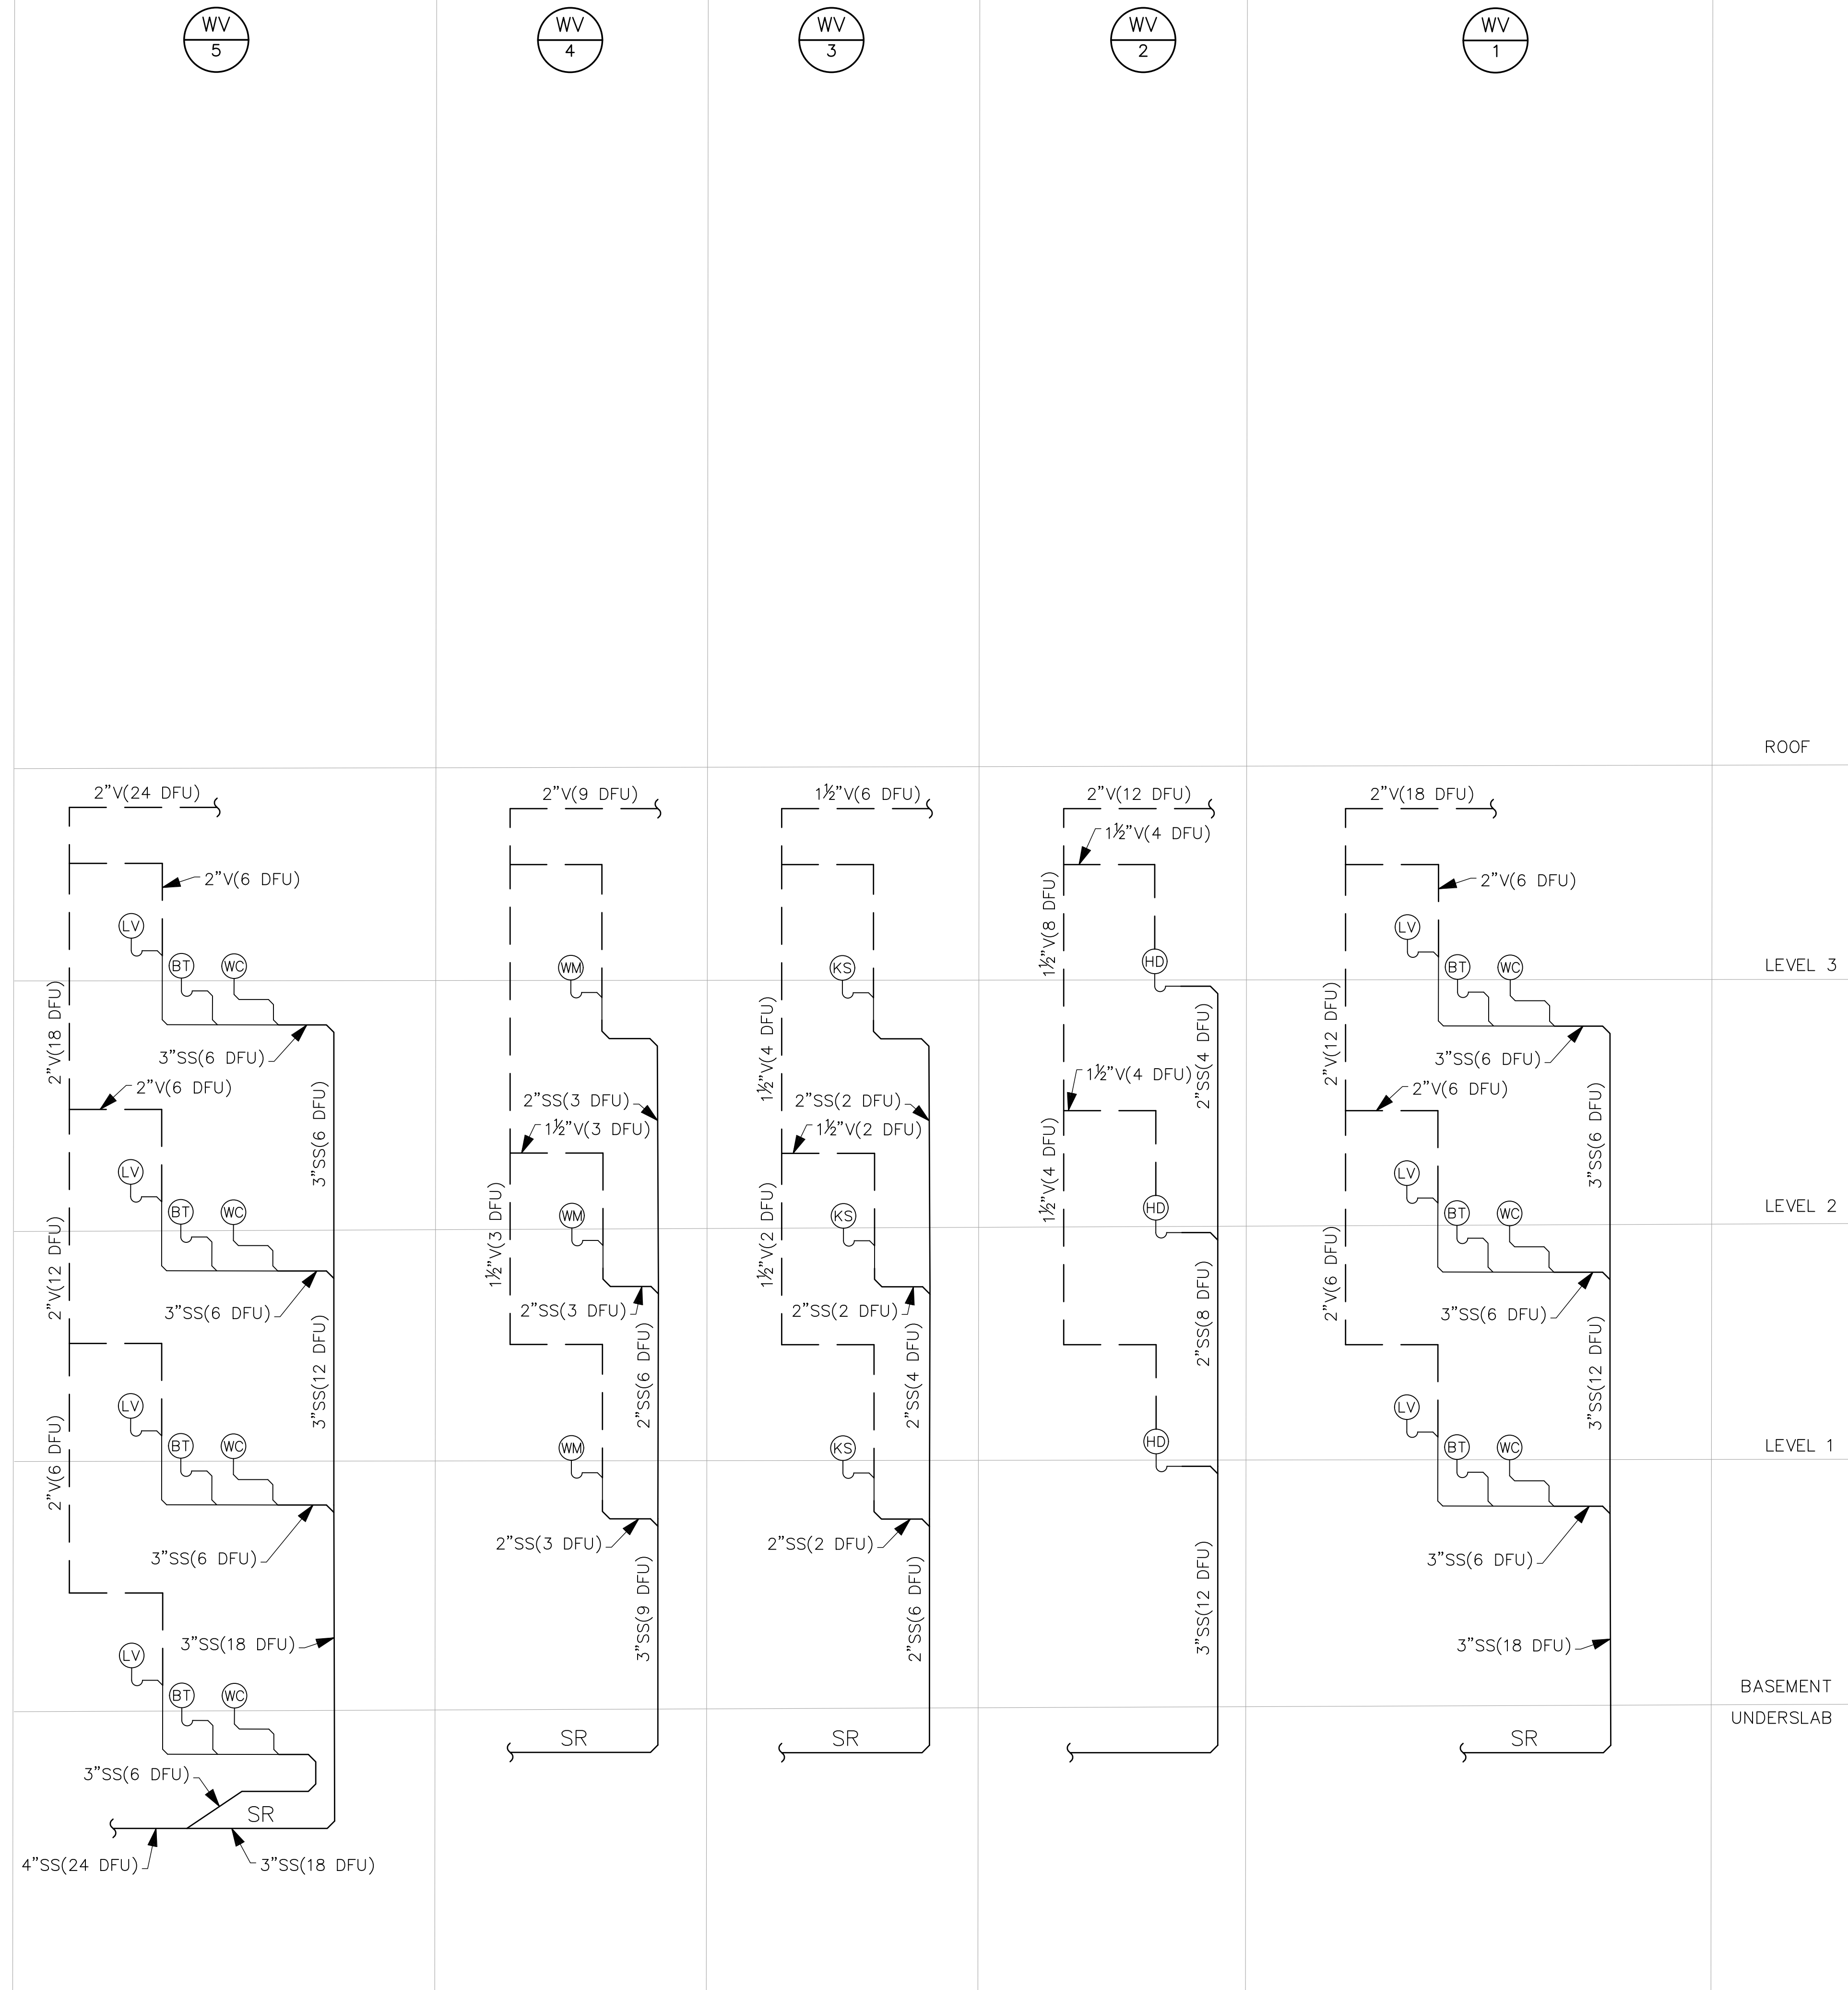 WV
5
WV
4
WV
3
WV
2
WV
1
ROOF
2"V(24 DFU)
2"V(9 DFU)
1½"V(6 DFU)
2"V(12 DFU)
2"V(18 DFU)
1½"V(4 DFU)
2"V(6 DFU)
2"V(6 DFU)
1½"V(8 DFU)
LV
LV
BT
WC
WM
KS
HD
BT
WC
LEVEL 3
2"V(18 DFU)
1½"V(4 DFU)
2"SS(4 DFU)
2"V(12 DFU)
3"SS(6 DFU)
3"SS(6 DFU)
2"V(6 DFU)
1½"V(4 DFU)
2"V(6 DFU)
2"SS(3 DFU)
2"SS(2 DFU)
3"SS(6 DFU)
3"SS(6 DFU)
1½"V(3 DFU)
1½"V(2 DFU)
LV
LV
1½"V(4 DFU)
BT
WC
WM
KS
HD
BT
WC
LEVEL 2
2"V(12 DFU)
1½"V(3 DFU)
1½"V(2 DFU)
2"V(6 DFU)
3"SS(6 DFU)
2"SS(3 DFU)
2"SS(2 DFU)
2"SS(8 DFU)
3"SS(6 DFU)
3"SS(12 DFU)
2"SS(6 DFU)
2"SS(4 DFU)
3"SS(12 DFU)
LV
LV
BT
WC
WM
KS
HD
BT
WC
LEVEL 1
2"V(6 DFU)
3"SS(6 DFU)
2"SS(3 DFU)
2"SS(2 DFU)
3"SS(6 DFU)
3"SS(9 DFU)
2"SS(6 DFU)
3"SS(12 DFU)
3"SS(18 DFU)
3"SS(18 DFU)
LV
BT
WC
BASEMENT
UNDERSLAB
SR
SR
SR
3"SS(6 DFU)
SR
4"SS(24 DFU)
3"SS(18 DFU)